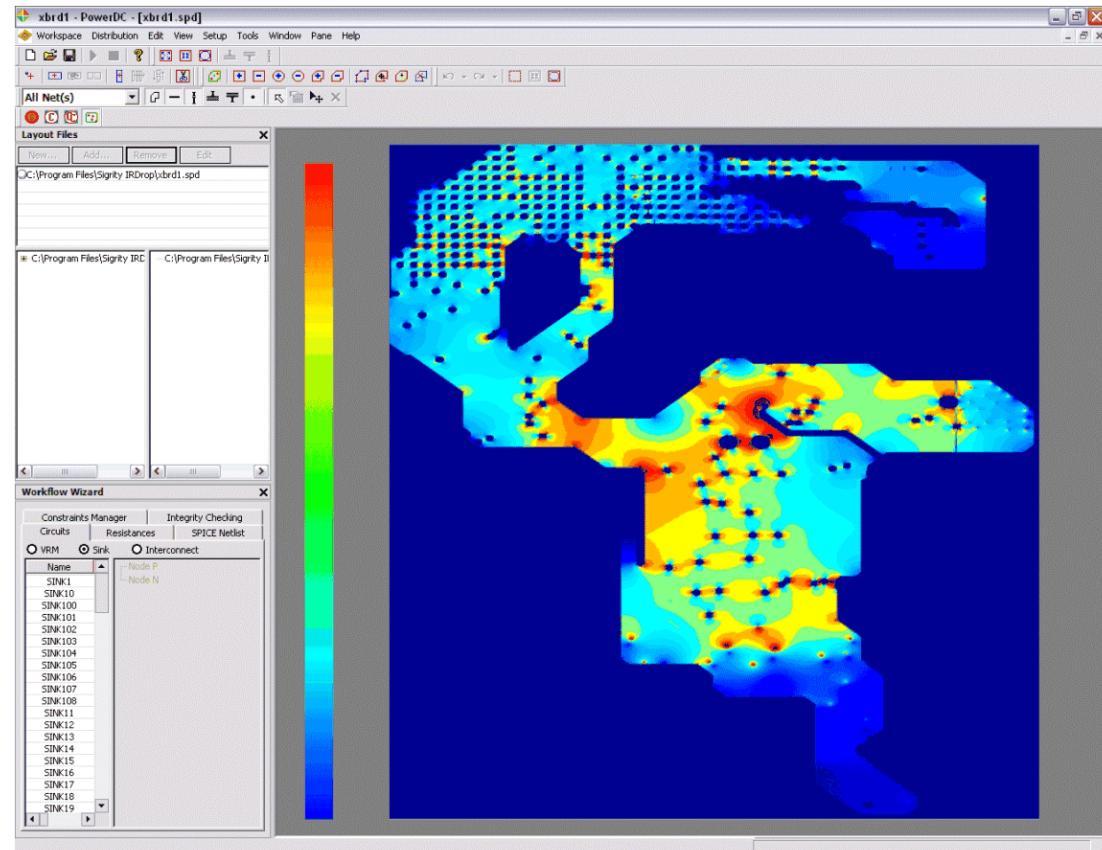 xbrd1 - PowerDC - [xbrd1.spd]
Workspace Distribution Edit View Setup Tools Window Pane Help
All Net(s)
Layout Files X
New... Add... Remove Edit
C:\Program Files\Sigrity IRDrop\xbrd1.spd
C:\Program Files\Sigrity IRD C:\Program Files\Sigrity II
Workflow Wizard X
Constraints Manager Integrity Checking
Circuits Resistances SPICE Netlist
VRM Sink Interconnect
Name Node P
Node N
SINK1
SINK10
SINK100
SINK101
SINK102
SINK103
SINK104
SINK105
SINK106
SINK107
SINK108
SINK11
SINK12
SINK13
SINK14
SINK15
SINK16
SINK17
SINK18
SINK19